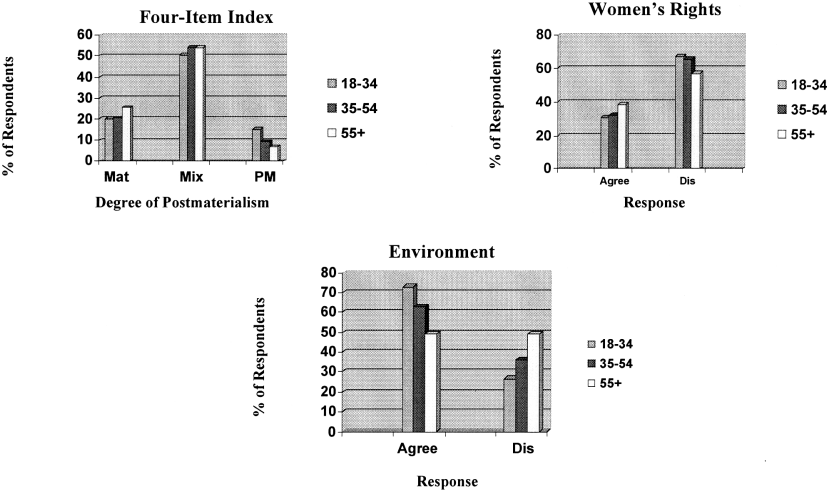 Four-Item Index
% of Respondents
60
50
40
30
20
10
0
Mat Mix PM
Degree of Postmaterialism
18-34
35-54
55+
Women's Rights
% of Respondents
80
60
40
20
0
Agree Dis
Response
18-34
35-54
55+
Environment
% of Respondents
80
70
60
50
40
30
20
10
0
Agree Dis
Response
18-34
35-54
55+